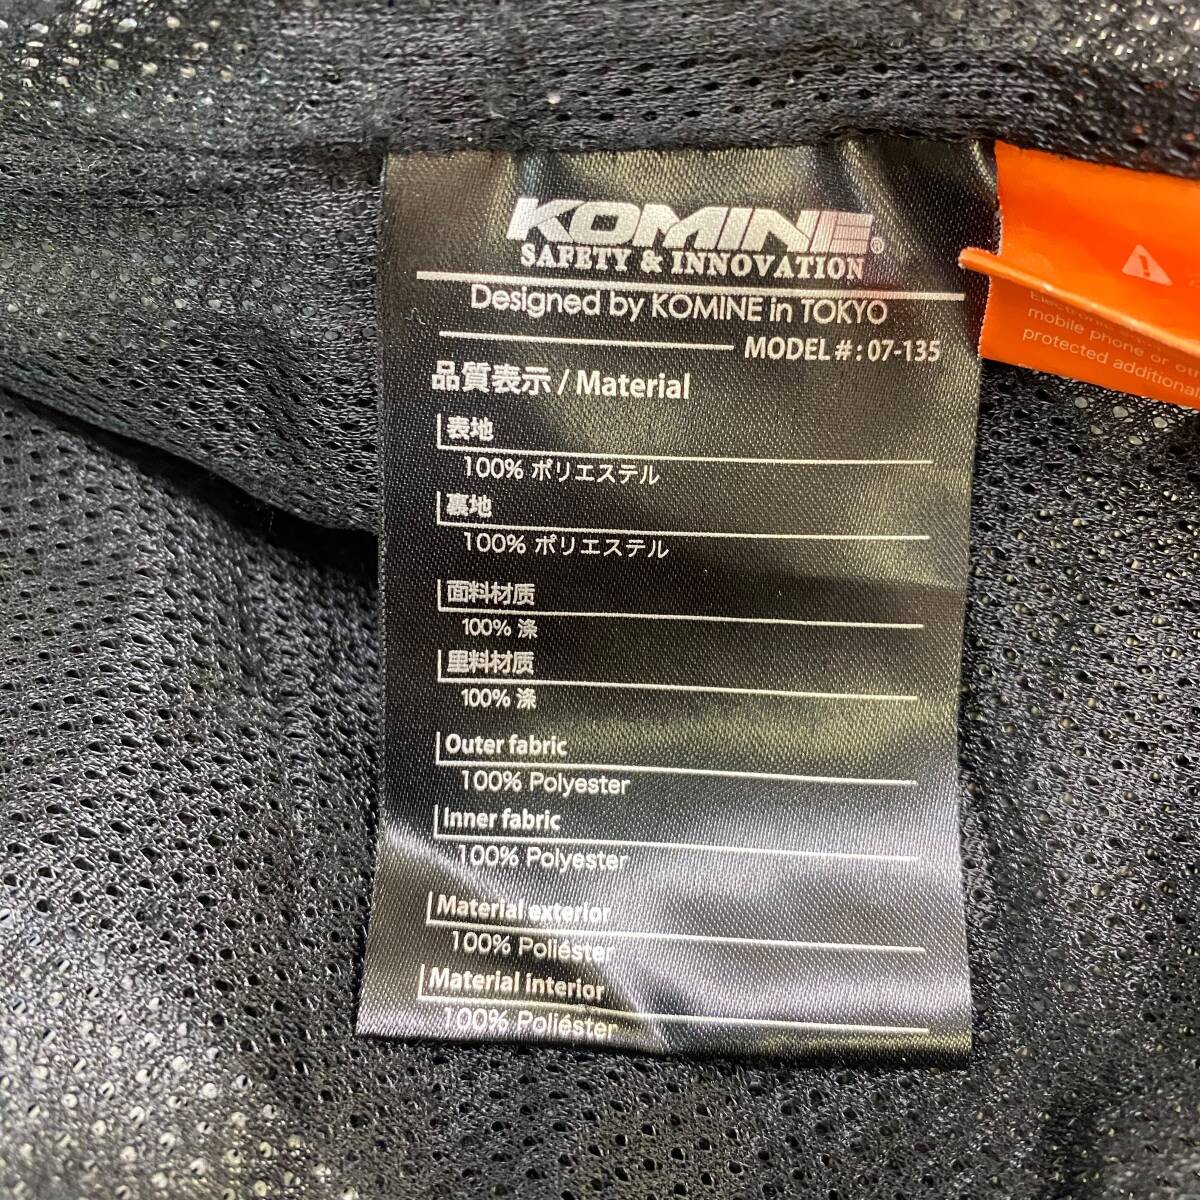 KOMINE®
SAFETY & INNOVATION
Designed by KOMINE in TOKYO
MODEL #: 07-135
品質表示 / Material
表地
100% ポリエステル
裏地
100% ポリエステル
面料材质
100% 涤
里料材质
100% 涤
Outer fabric
100% Polyester
Inner fabric
100% Polyester
Material exterior
100% Poliéster
Material interior
100% Poliéster
mobile phone or
protected additional